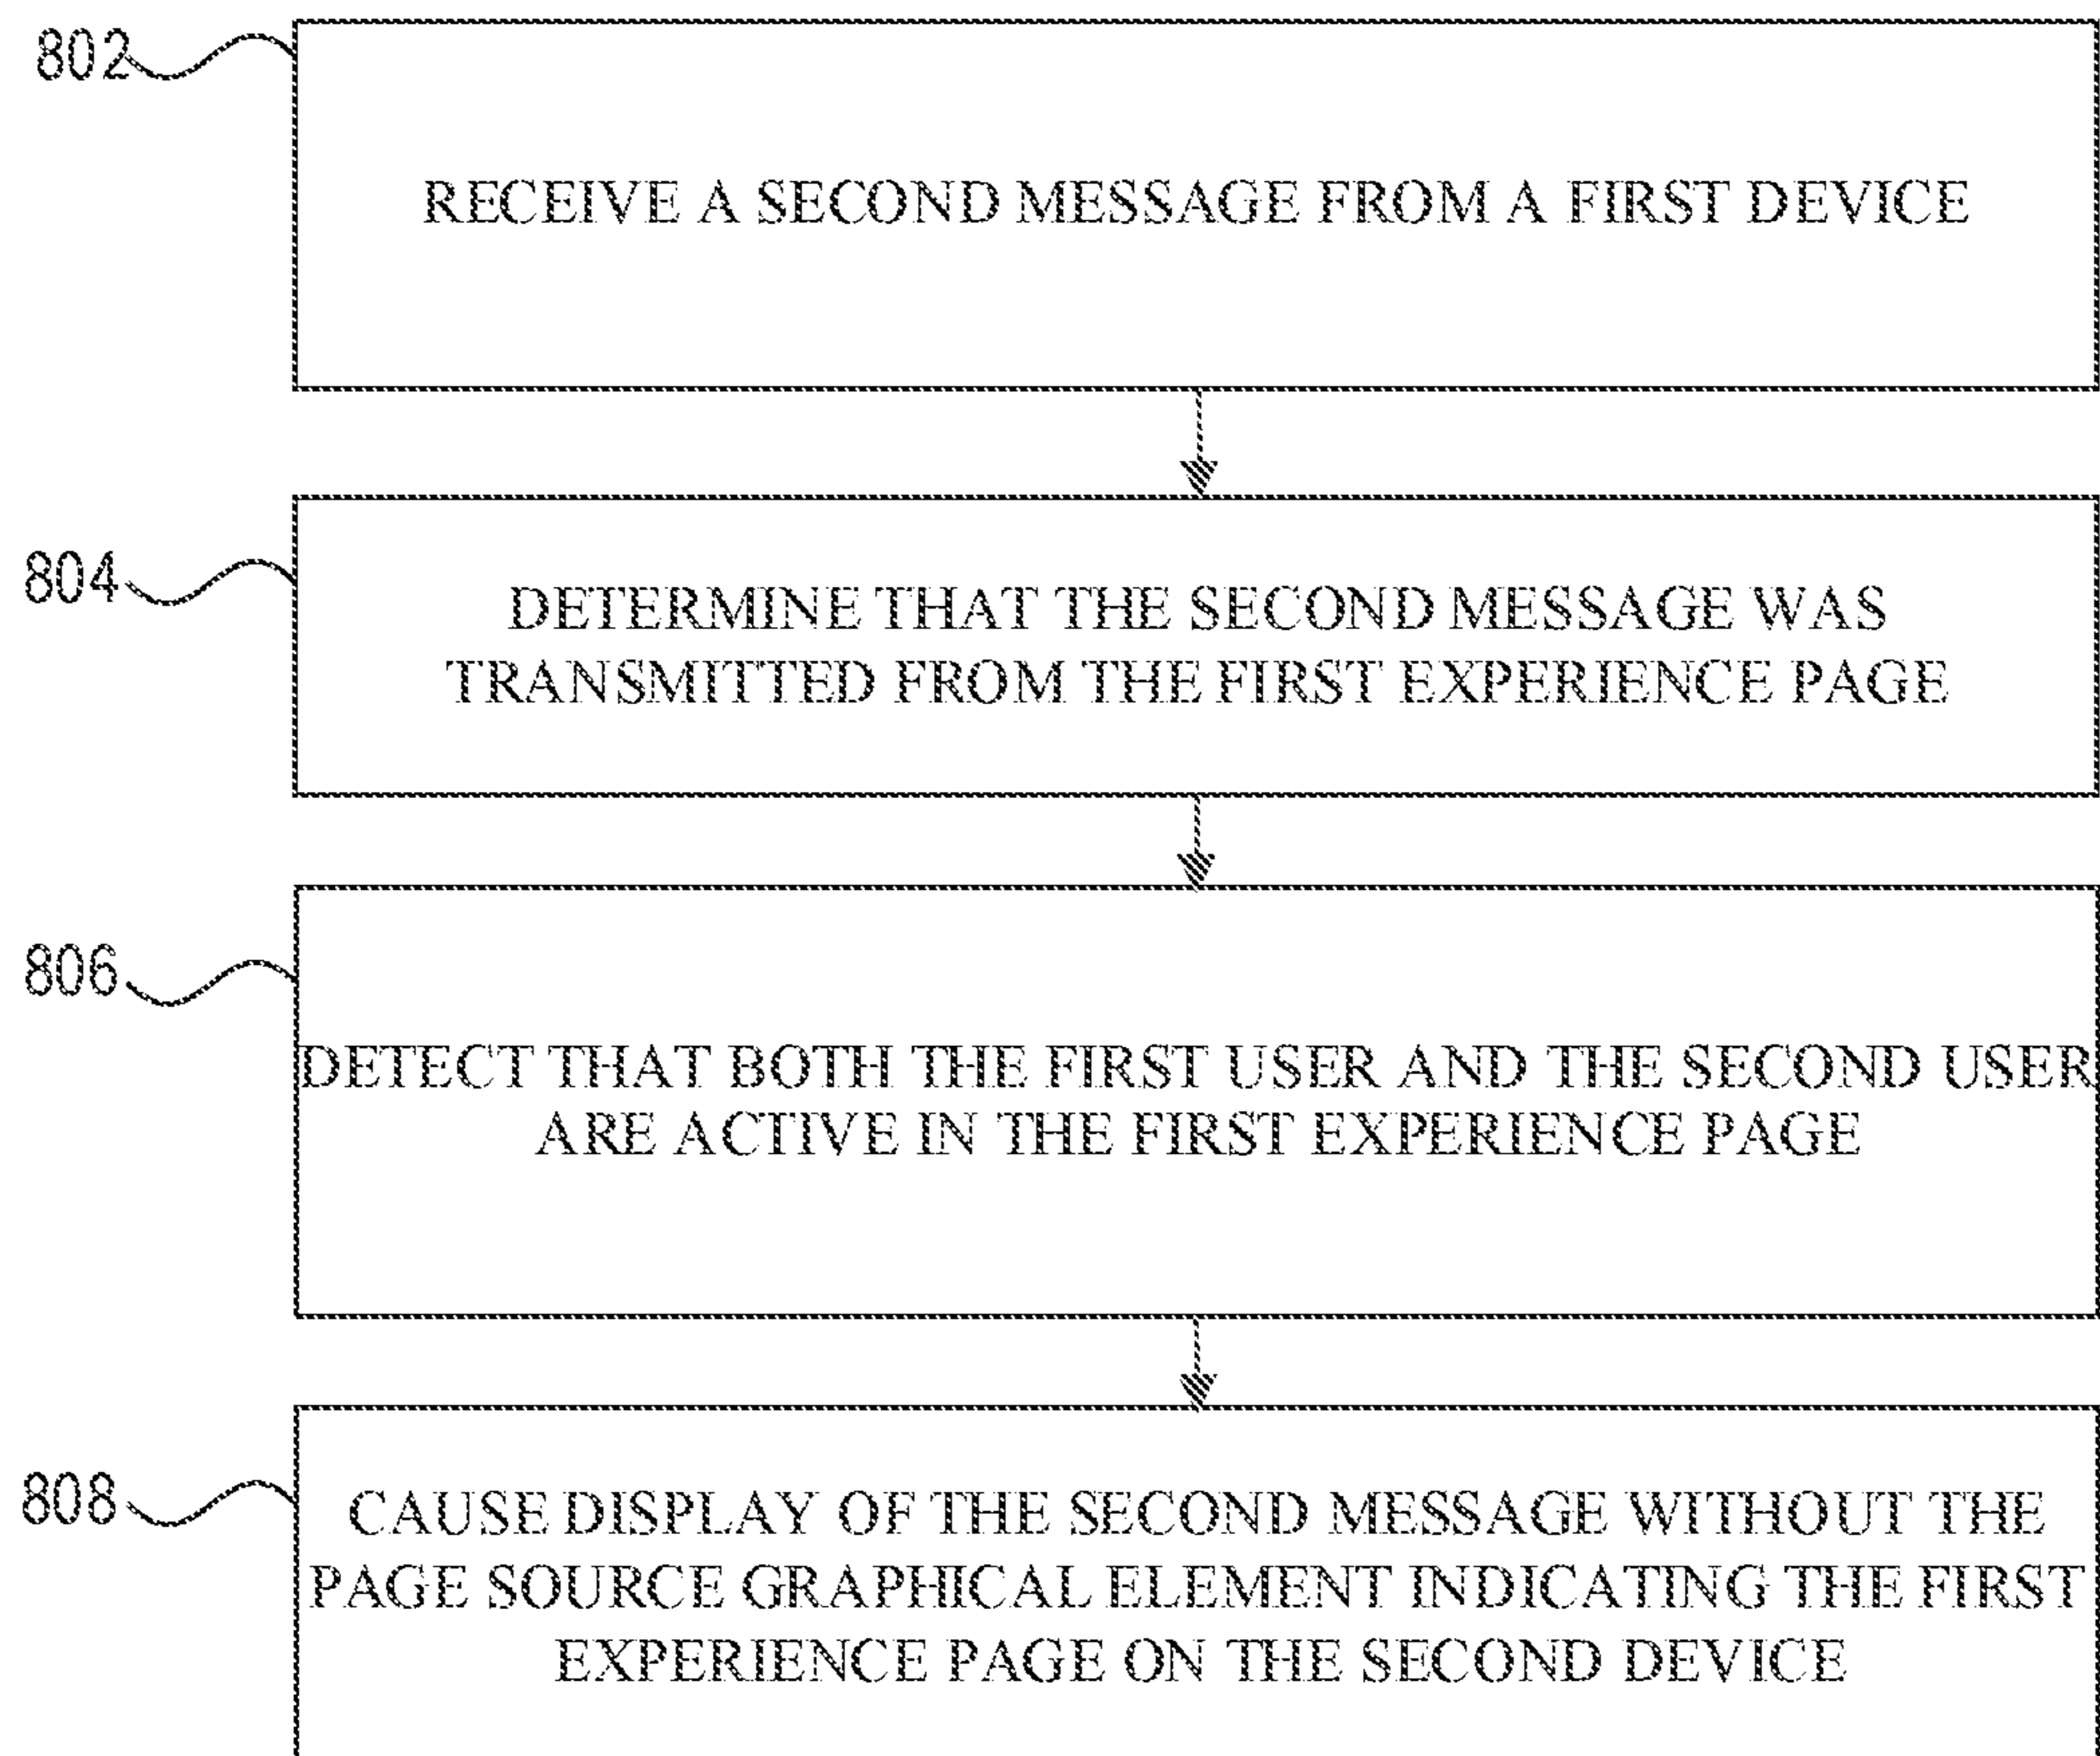 802
RECEIVE A SECOND MESSAGE FROM A FIRST DEVICE
804
DETERMINE THAT THE SECOND MESSAGE WAS
TRANSMITTED FROM THE FIRST EXPERIENCE PAGE
806
DETECT THAT BOTH THE FIRST USER AND THE SECOND USER
ARE ACTIVE IN THE FIRST EXPERIENCE PAGE
808
CAUSE DISPLAY OF THE SECOND MESSAGE WITHOUT THE
PAGE SOURCE GRAPHICAL ELEMENT INDICATING THE FIRST
EXPERIENCE PAGE ON THE SECOND DEVICE